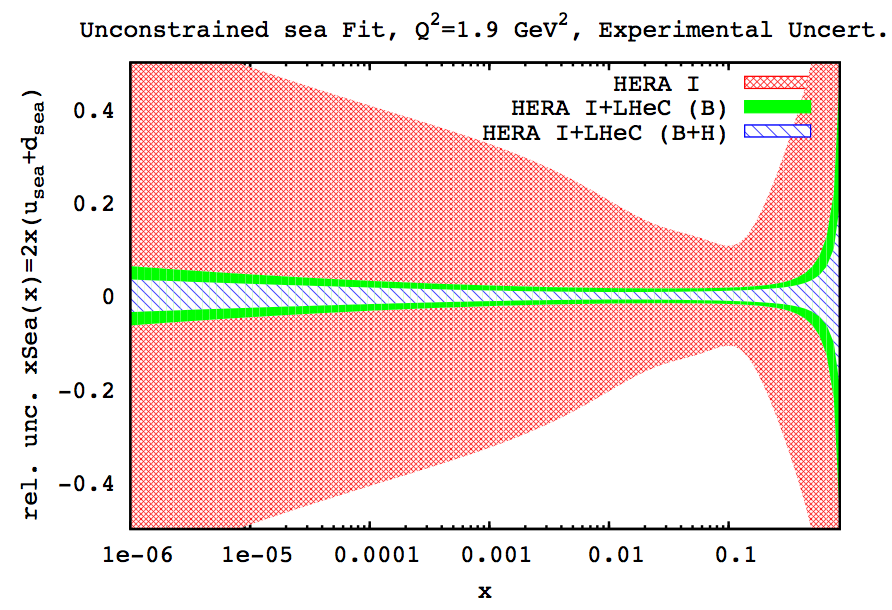 Unconstrained sea Fit, Q²=1.9 GeV², Experimental Uncert.
HERA I
HERA I+LHeC (B)
HERA I+LHeC (B+H)
rel. unc. xSea(x)=2x(u_sea+d_sea)
0.4
0.2
0
-0.2
-0.4
1e-06 1e-05 0.0001 0.001 0.01 0.1
x